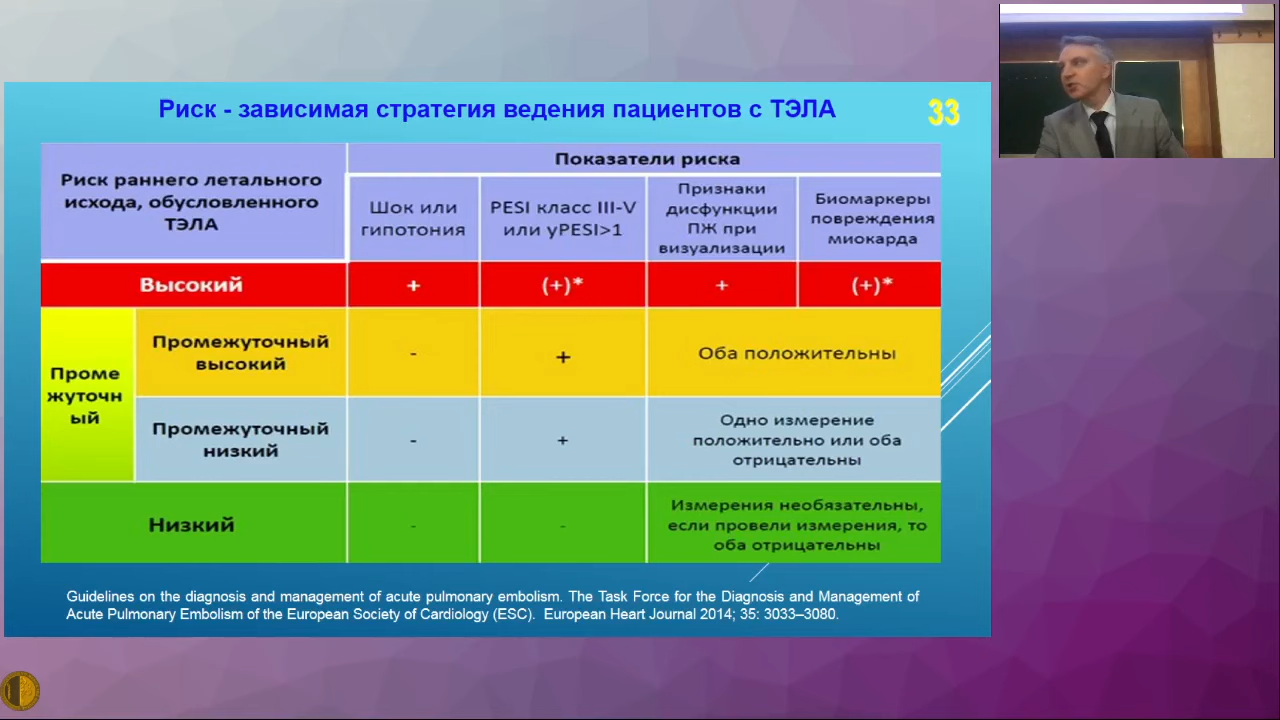 Риск - зависимая стратегия ведения пациентов с ТЭЛА
33
Риск раннего летального
исхода, обусловленного
ТЭЛА
Показатели риска
Шок или
гипотония
PESI класс III-V
или уPESI>1
Признаки
дисфункции
ПЖ при
визуализации
Биомаркеры
повреждения
миокарда
Высокий
+
(+)*
+
(+)*
Проме
жуточн
ый
Промежуточный
высокий
-
+
Оба положительны
Промежуточный
низкий
-
+
Одно измерение
положительно или оба
отрицательны
Низкий
-
-
Измерения необязательны,
если провели измерения, то
оба отрицательны
Guidelines on the diagnosis and management of acute pulmonary embolism. The Task Force for the Diagnosis and Management of
Acute Pulmonary Embolism of the European Society of Cardiology (ESC). European Heart Journal 2014; 35: 3033–3080.